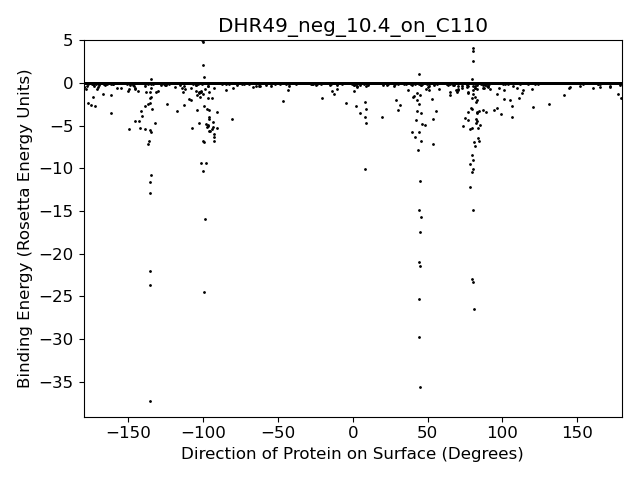 DHR49_neg_10.4_on_C110
Binding Energy (Rosetta Energy Units)
5
0
−5
−10
−15
−20
−25
−30
−35
−150 −100 −50 0 50 100 150
Direction of Protein on Surface (Degrees)